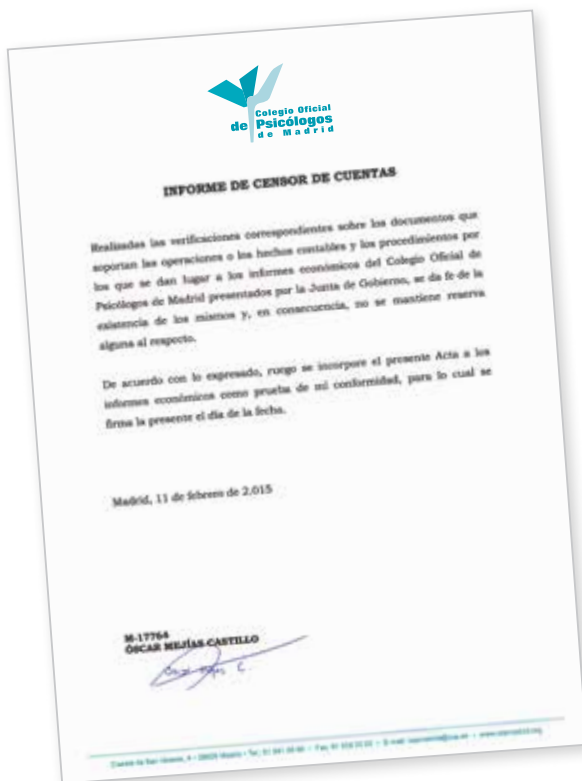 Colegio Oficial
de Psicólogos
de Madrid
INFORME DE CENSOR DE CUENTAS
Realizadas las verificaciones correspondientes sobre los documentos que
soportan las operaciones o los hechos contables y los procedimientos por
los que se dan lugar a los informes económicos del Colegio Oficial de
Psicólogos de Madrid presentados por la Junta de Gobierno, se da fe de la
existencia de los mismos y, en consecuencia, no se mantiene reserva
alguna al respecto.
De acuerdo con lo expresado, ruego se incorpore el presente Acta a los
informes económicos como prueba de mi conformidad, para lo cual se
firma la presente el día de la fecha.
Madrid, 11 de febrero de 2.015
M-17764
ÓSCAR MEJÍAS CASTILLO